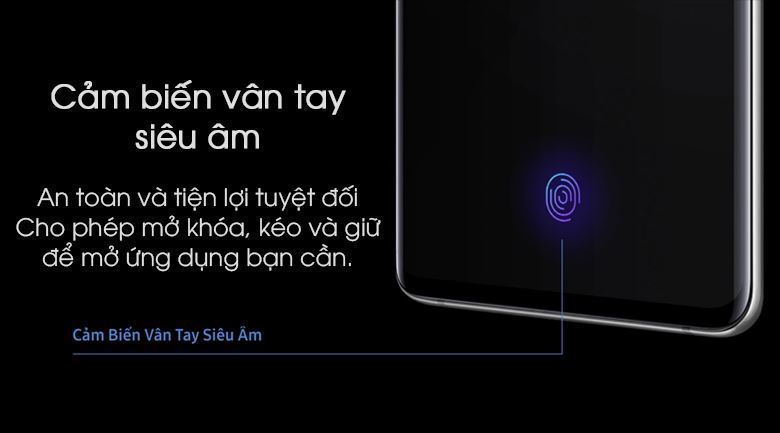 Cảm biến vân tay
siêu âm
An toàn và tiện lợi tuyệt đối
Cho phép mở khóa, kéo và giữ
để mở ứng dụng bạn cần.
Cảm Biến Vân Tay Siêu Âm